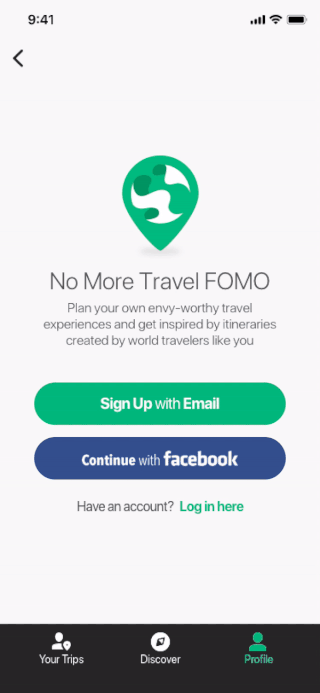 9:41
No More Travel FOMO
Plan your own envy-worthy travel
experiences and get inspired by itineraries
created by world travelers like you
Sign Up with Email
Continue with facebook
Have an account? Log in here
Your Trips
Discover
Profile